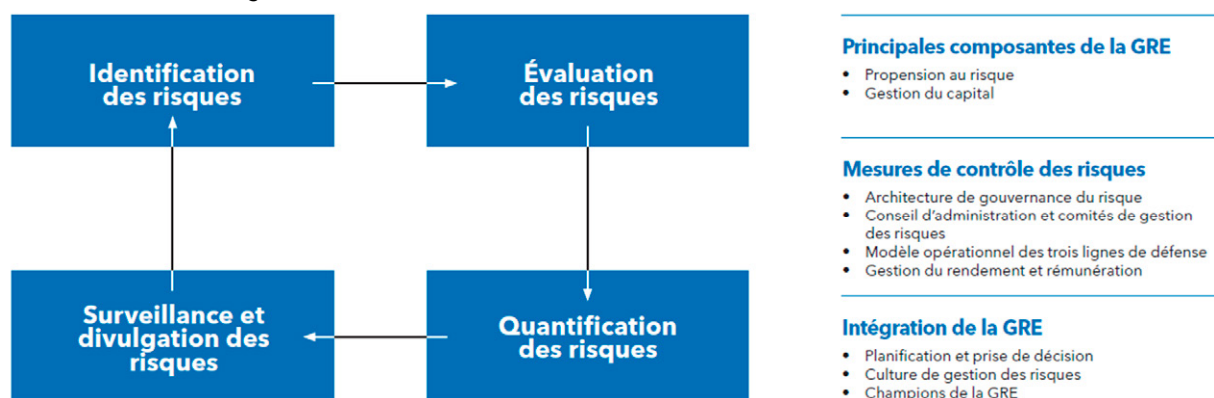 Identification
des risques
Évaluation
des risques
Surveillance et
divulgation des
risques
Quantification
des risques
Principales composantes de la GRE
• Propension au risque
• Gestion du capital
Mesures de contrôle des risques
• Architecture de gouvernance du risque
• Conseil d'administration et comités de gestion
des risques
• Modèle opérationnel des trois lignes de défense
• Gestion du rendement et rémunération
Intégration de la GRE
• Planification et prise de décision
• Culture de gestion des risques
• Champions de la GRE